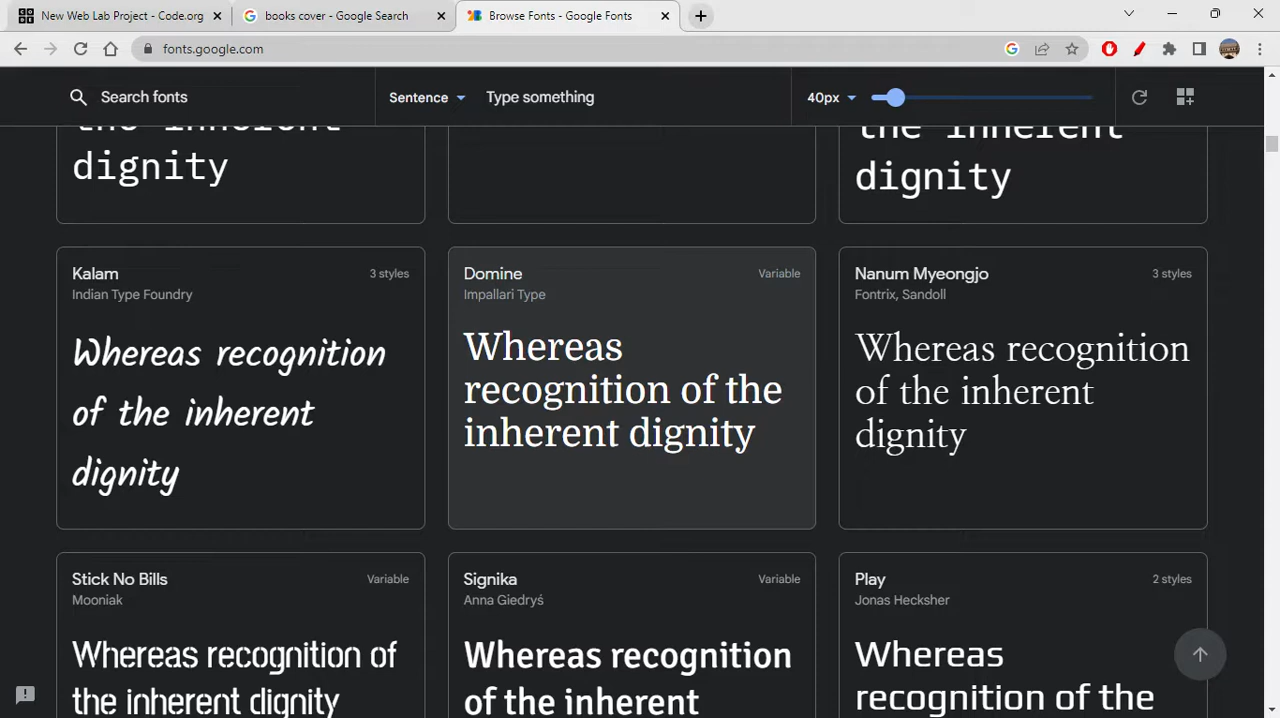 New Web Lab Project - Code.org
books cover - Google Search
Browse Fonts - Google Fonts
fonts.google.com
Search fonts
Sentence
Type something
40px
the inherent
dignity
the inherent
dignity
Kalam
3 styles
Indian Type Foundry
Whereas recognition
of the inherent
dignity
Domine
Variable
Impallari Type
Whereas
recognition of the
inherent dignity
Nanum Myeongjo
3 styles
Fontrix, Sandoll
Whereas recognition
of the inherent
dignity
Stick No Bills
Variable
Mooniak
Whereas recognition of
the inherent dignity
Signika
Variable
Anna Giedryś
Whereas recognition
of the inherent
Play
2 styles
Jonas Hecksher
Whereas
recognition of the